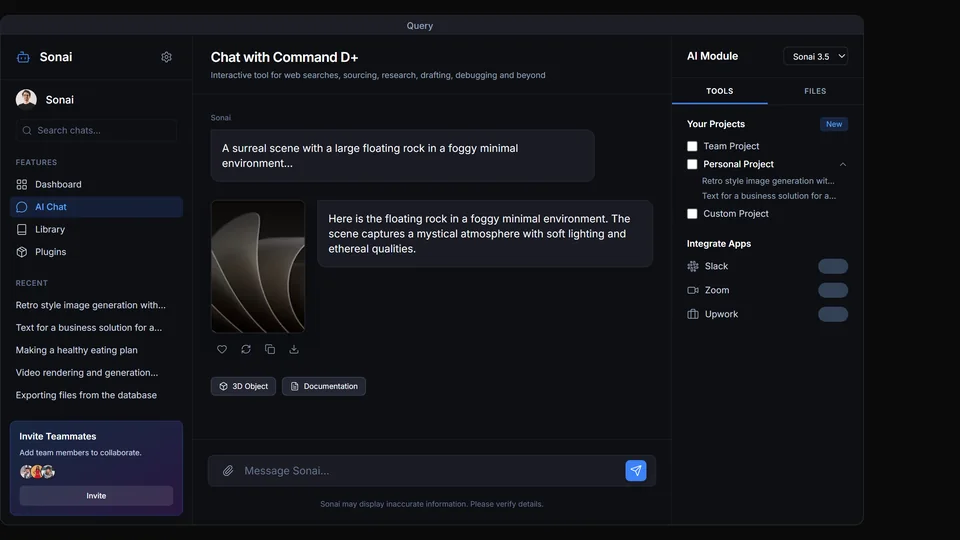 Query
Sonai
Sonai
Search chats...
FEATURES
Dashboard
AI Chat
Library
Plugins
RECENT
Retro style image generation with...
Text for a business solution for a...
Making a healthy eating plan
Video rendering and generation...
Exporting files from the database
Invite Teammates
Add team members to collaborate.
Invite
Chat with Command D+
Interactive tool for web searches, sourcing, research, drafting, debugging and beyond
Sonai
A surreal scene with a large floating rock in a foggy minimal
environment...
Here is the floating rock in a foggy minimal environment. The
scene captures a mystical atmosphere with soft lighting and
ethereal qualities.
3D Object
Documentation
Message Sonai...
Sonai may display inaccurate information. Please verify details.
AI Module
Sonai 3.5
TOOLS
FILES
Your Projects
New
Team Project
Personal Project
Retro style image generation wit...
Text for a business solution for a...
Custom Project
Integrate Apps
Slack
Zoom
Upwork